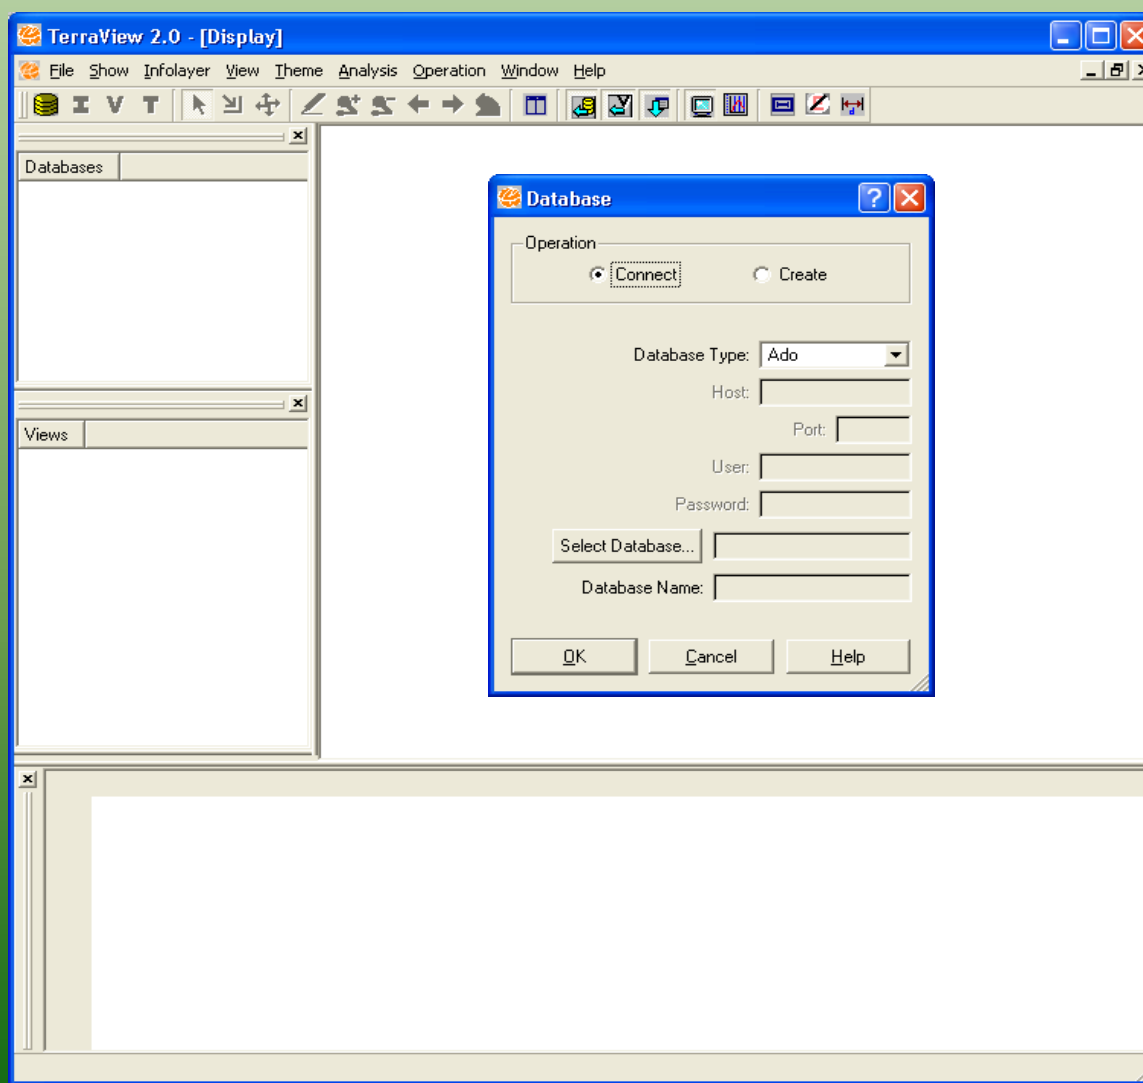 TerraView 2.0 - [Display]
File Show Infolayer View Theme Analysis Operation Window Help
I V T
Databases
Database
Operation
Connect Create
Database Type: Ado
Host:
Port:
User:
Password:
Select Database...
Database Name:
OK Cancel Help
Views